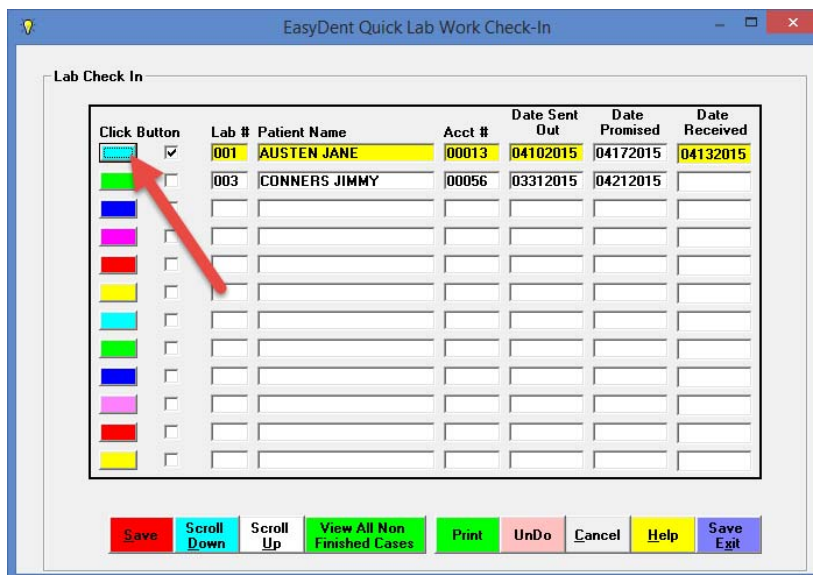 EasyDent Quick Lab Work Check-In
Lab Check In
Click Button Lab # Patient Name Acct # Date Sent Out Date Promised Date Received
001 AUSTEN JANE 00013 04102015 04172015 04132015
003 CONNERS JIMMY 00056 03312015 04212015
Save Scroll Down Scroll Up View All Non Finished Cases Print UnDo Cancel Help Save Exit